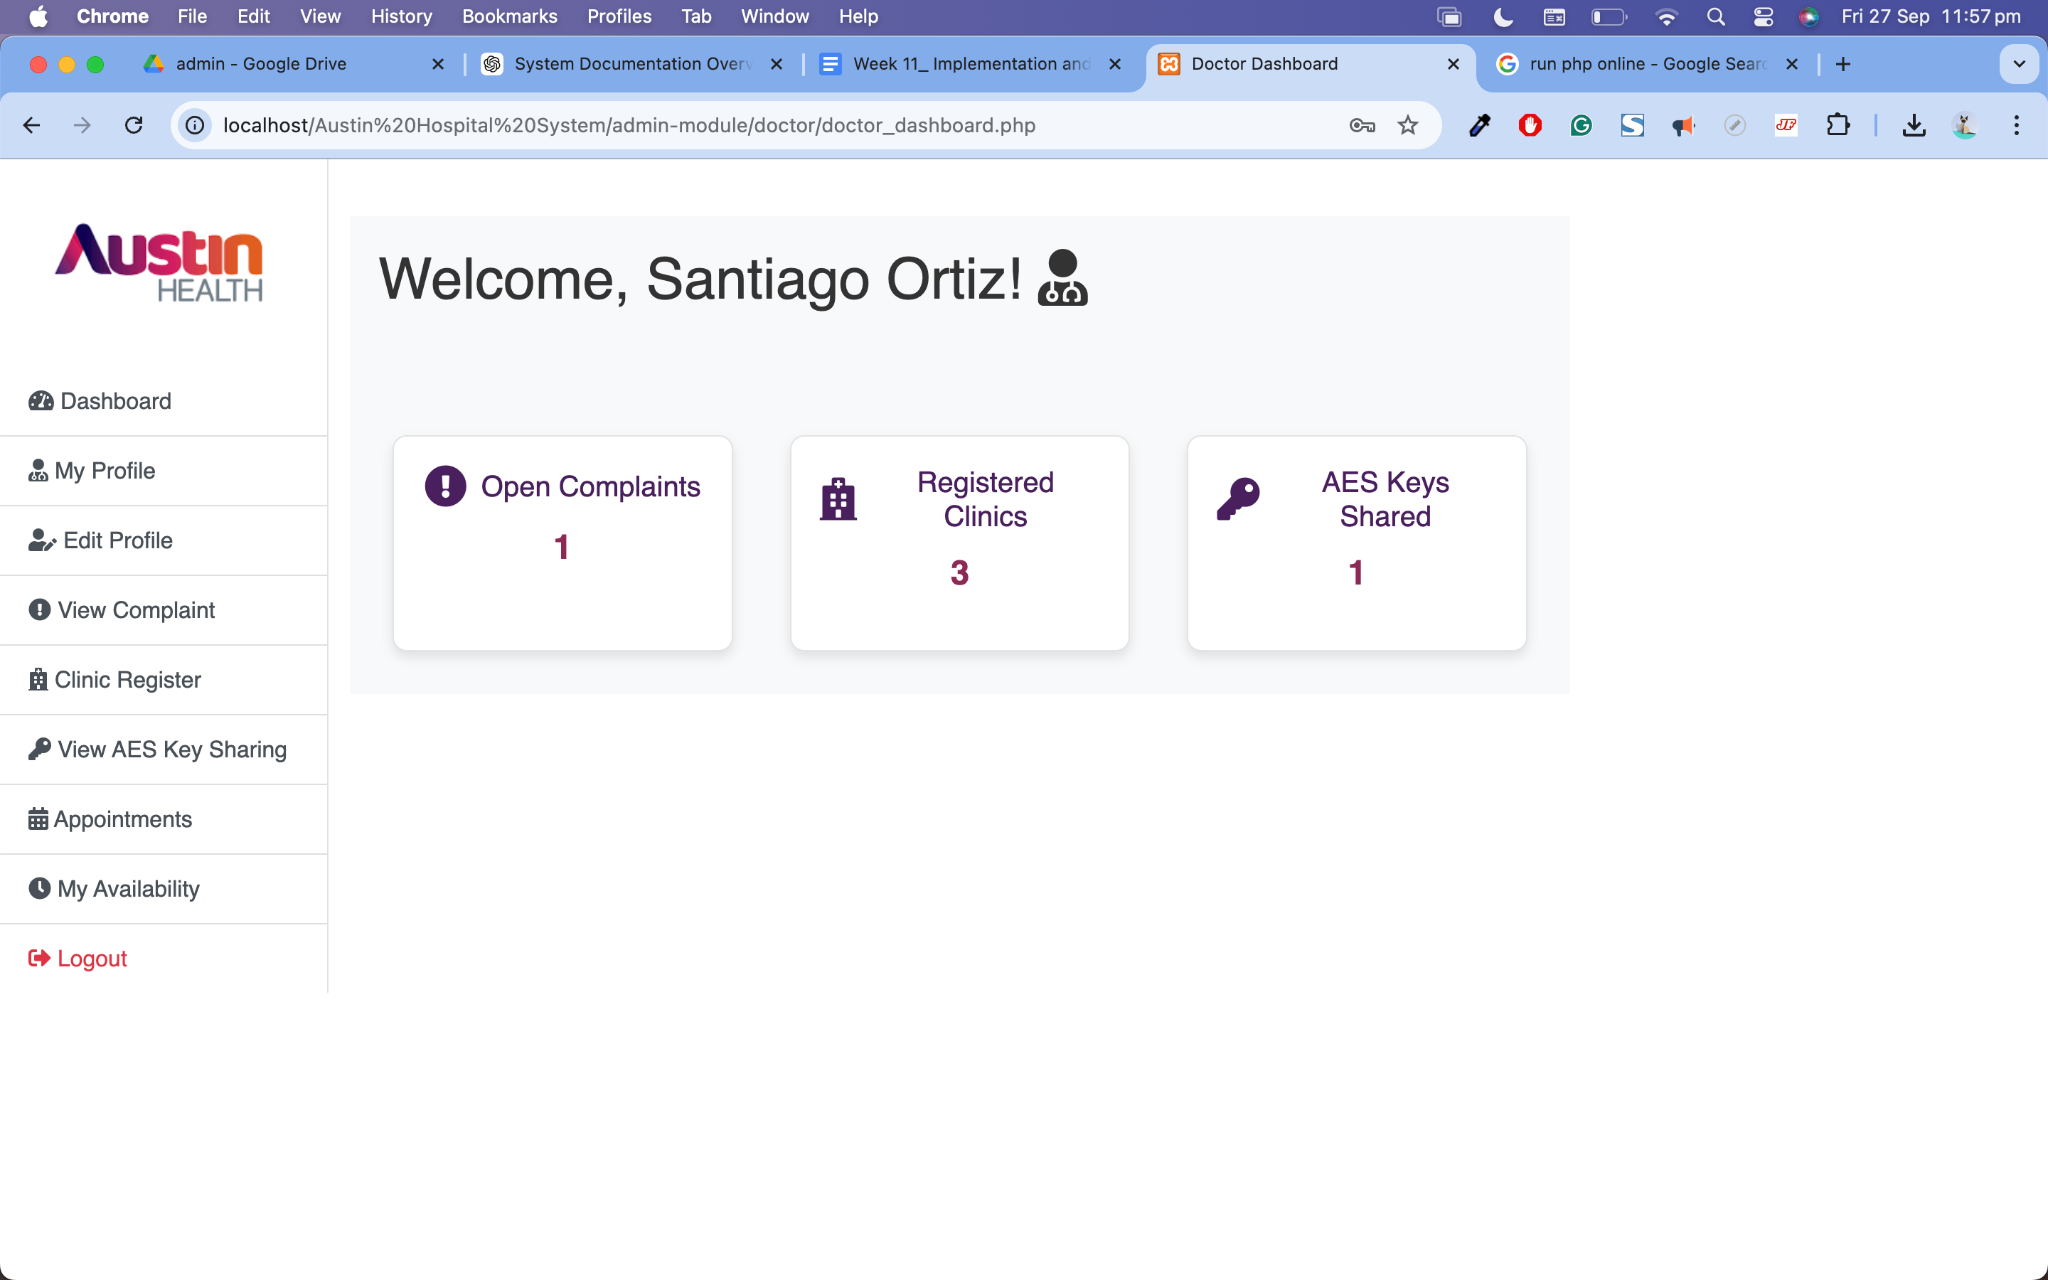 Chrome File Edit View History Bookmarks Profiles Tab Window Help Fri 27 Sep 11:57 pm
admin - Google Drive System Documentation Over Week 11_ Implementation and Doctor Dashboard run php online - Google Sear
localhost/Austin%20Hospital%20System/admin-module/doctor/doctor_dashboard.php
Austin
HEALTH
Dashboard
My Profile
Edit Profile
View Complaint
Clinic Register
View AES Key Sharing
Appointments
My Availability
Logout
Welcome, Santiago Ortiz!
Open Complaints
1
Registered
Clinics
3
AES Keys
Shared
1